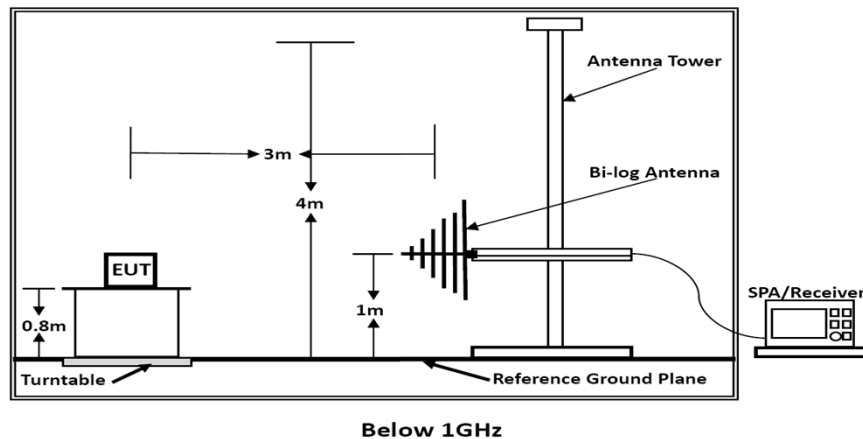 Antenna Tower
3m
Bi-log Antenna
4m
EUT
SPA/Receiver
0.8m
1m
Turntable
Reference Ground Plane
Below 1GHz